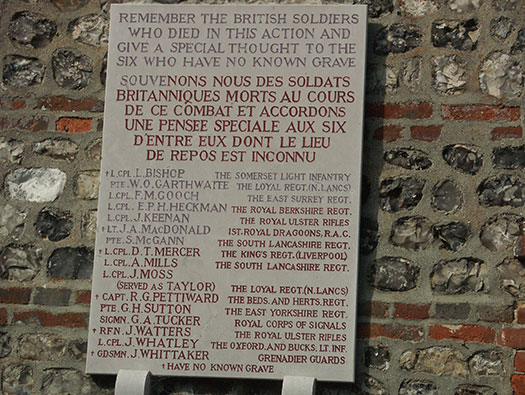 REMEMBER THE BRITISH SOLDIERS
WHO DIED IN THIS ACTION AND
GIVE A SPECIAL THOUGHT TO THE
SIX WHO HAVE NO KNOWN GRAVE
SOUVENONS NOUS DES SOLDATS
BRITANNIQUES MORTS AU COURS
DE CE COMBAT ET ACCORDONS
UNE PENSEE SPECIALE AUX SIX
D'ENTRE EUX DONT LE LIEU
DE REPOS EST INCONNU
† L. CPL. L. BISHOP THE SOMERSET LIGHT INFANTRY
PTE. W.O. GARTHWAITE THE LOYAL REGT. (N. LANCS)
L. CPL. F.M. GOOCH THE EAST SURREY REGT.
L. CPL. E.P.H. HECKMAN THE ROYAL BERKSHIRE REGT.
L. CPL. J. KEENAN THE ROYAL ULSTER RIFLES
† LT. J.A. MACDONALD 1ST. ROYAL DRAGOONS, R.A.C.
PTE. S. McGANN THE SOUTH LANCASHIRE REGT.
† L. CPL. D.T. MERCER THE KING'S REGT. (LIVERPOOL)
L. CPL. A. MILLS THE SOUTH LANCASHIRE REGT.
L. CPL. J. MOSS
(SERVED AS TAYLOR) THE LOYAL REGT. (N. LANCS)
† CAPT. R.G. PETTIWARD THE BEDS. AND HERTS. REGT.
PTE. G.H. SUTTON THE EAST YORKSHIRE REGT.
SIGMN. G.A. TUCKER ROYAL CORPS OF SIGNALS
† RFN. J. WATTERS THE ROYAL ULSTER RIFLES
L. CPL. J. WHATLEY THE OXFORD. AND BUCKS. LT. INF.
† GDSMN. J. WHITTAKER GRENADIER GUARDS
† HAVE NO KNOWN GRAVE